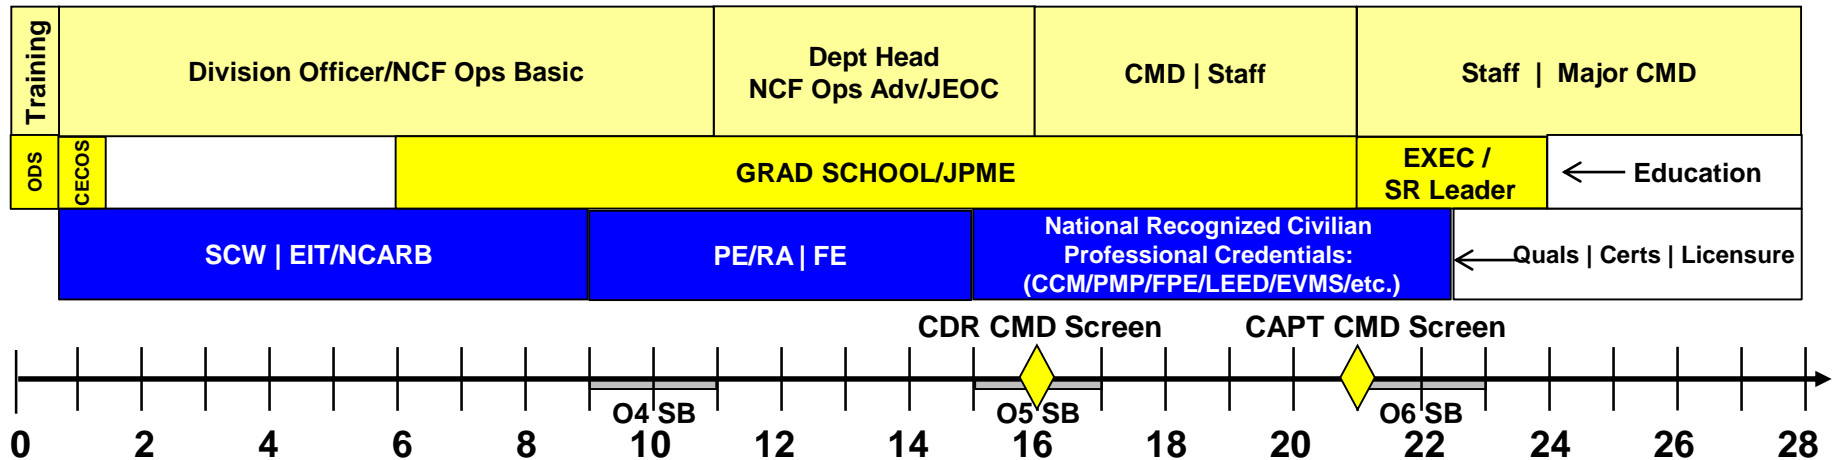 Training
Division Officer/NCF Ops Basic
Dept Head
NCF Ops Adv/JEOC
CMD | Staff
Staff | Major CMD
ODS
CECOS
GRAD SCHOOL/JPME
EXEC /
SR Leader
Education
SCW | EIT/NCARB
PE/RA | FE
National Recognized Civilian
Professional Credentials:
(CCM/PMP/FPE/LEED/EVMS/etc.)
Quals | Certs | Licensure
CDR CMD Screen
CAPT CMD Screen
O4 SB
O5 SB
O6 SB
0 2 4 6 8 10 12 14 16 18 20 22 24 26 28